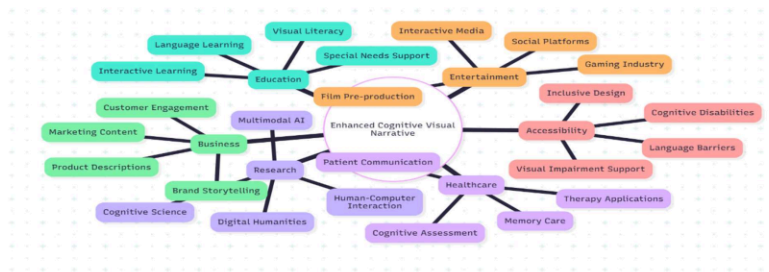 Visual Literacy
Language Learning
Special Needs Support
Interactive Learning
Education
Interactive Media
Social Platforms
Gaming Industry
Entertainment
Film Pre-production
Enhanced Cognitive Visual
Narrative
Customer Engagement
Marketing Content
Business
Product Descriptions
Brand Storytelling
Multimodal AI
Research
Cognitive Science
Digital Humanities
Human-Computer
Interaction
Inclusive Design
Cognitive Disabilities
Accessibility
Language Barriers
Visual Impairment Support
Patient Communication
Healthcare
Therapy Applications
Memory Care
Cognitive Assessment